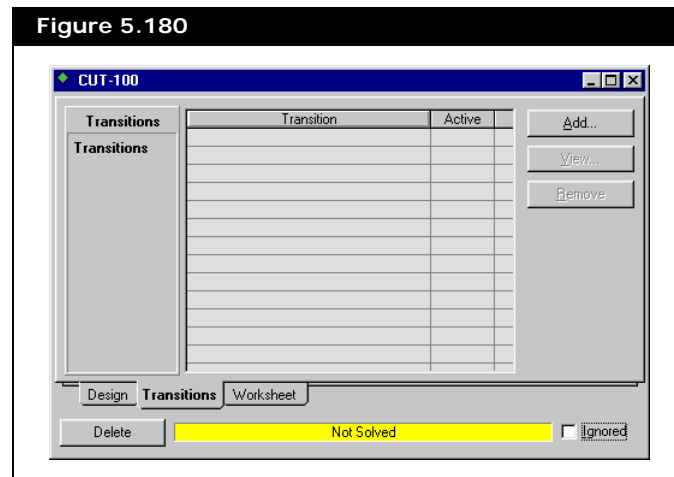 Figure 5.180
CUT-100
Transitions
Transitions
Transition Active
Add...
View...
Remove
Design Transitions Worksheet
Delete Not Solved Ignored